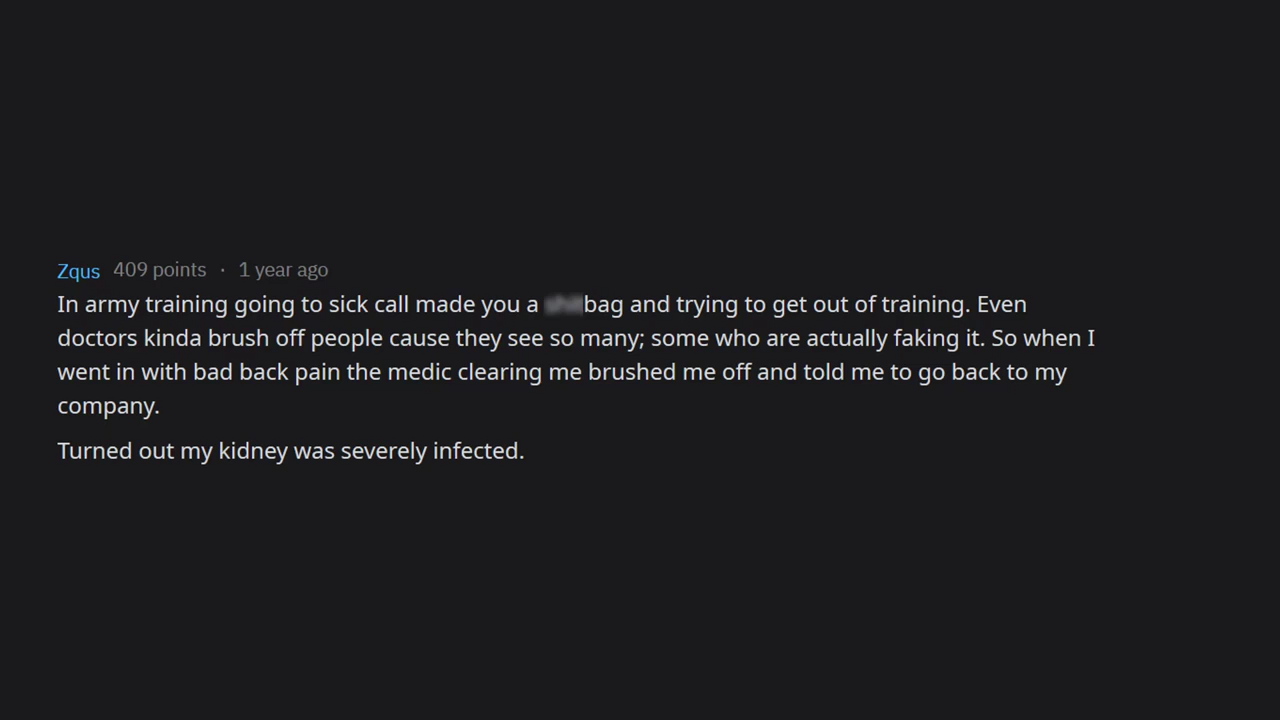 Zqus 409 points · 1 year ago
In army training going to sick call made you a bag and trying to get out of training. Even
doctors kinda brush off people cause they see so many; some who are actually faking it. So when I
went in with bad back pain the medic clearing me brushed me off and told me to go back to my
company.
Turned out my kidney was severely infected.